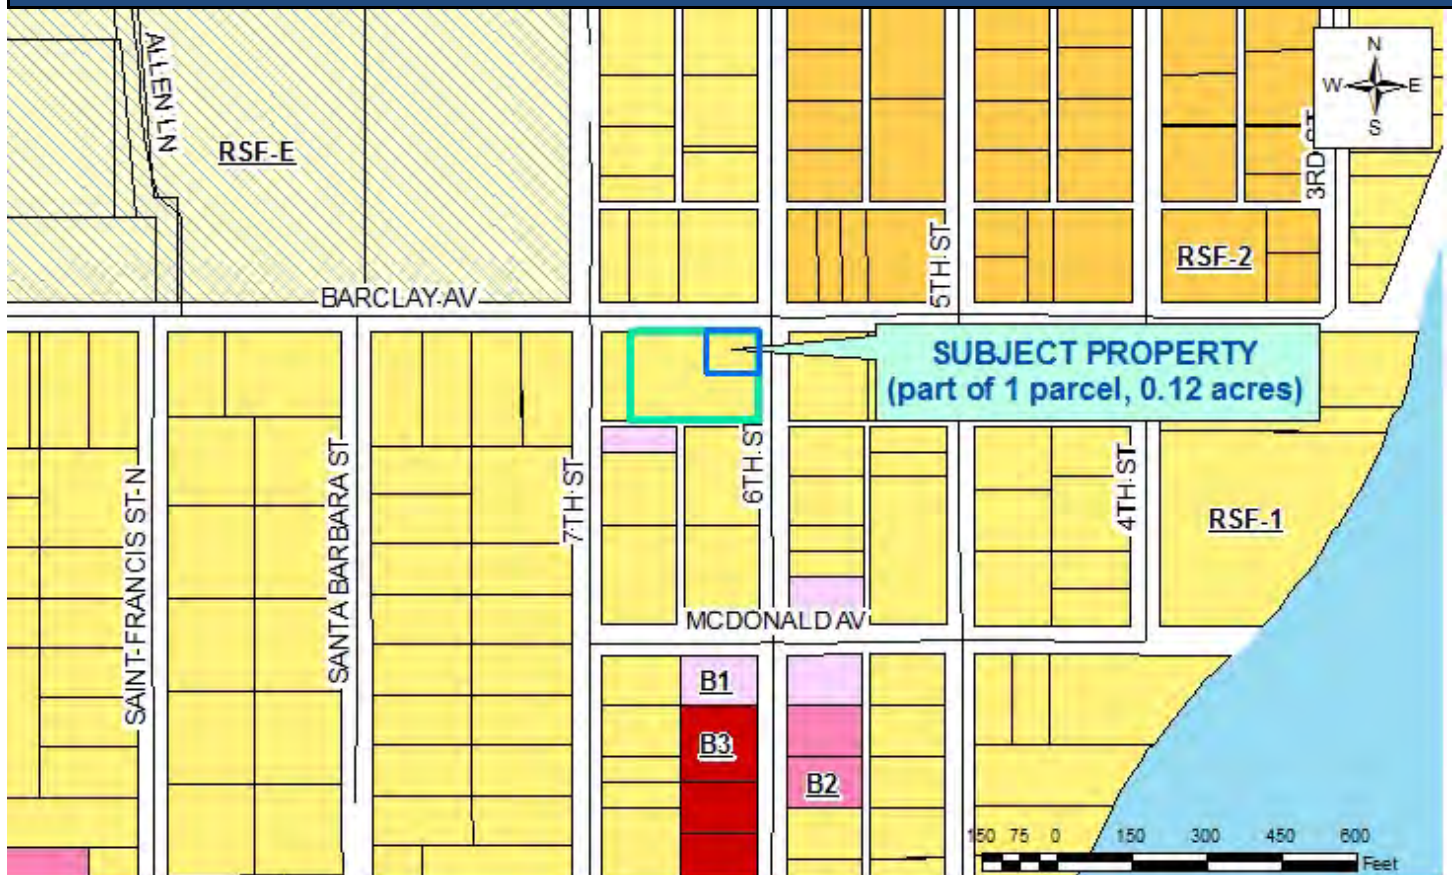 N
ALLEN LN
W E
S
3RD
RSF-E
RSF-2
5TH ST
BARCLAY AV
SUBJECT PROPERTY
(part of 1 parcel, 0.12 acres)
6TH ST
4TH ST
7TH ST
SANTA BARBARA ST
SAINT FRANCIS ST N
RSF-1
MCDONALD AV
B1
B3
B2
150 75 0 150 300 450 600
Feet